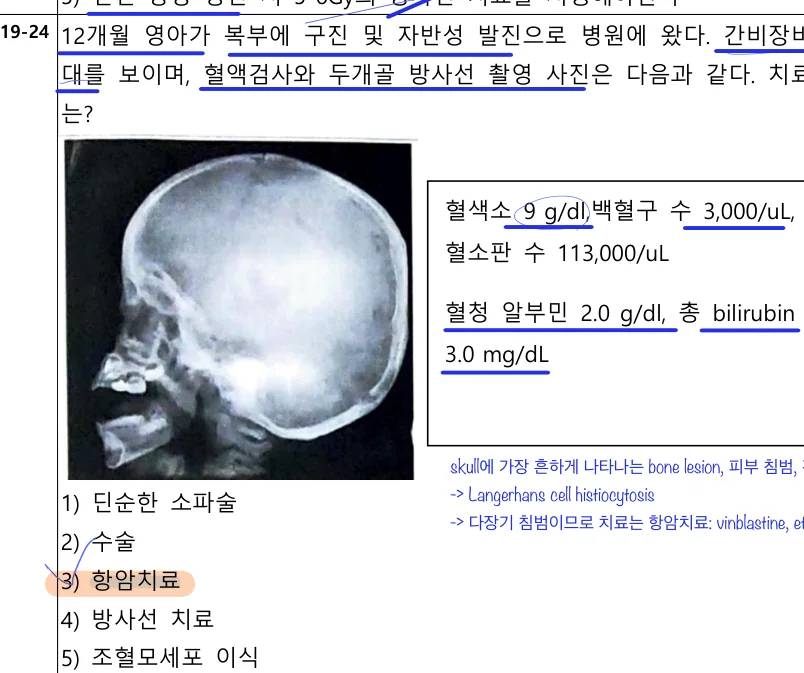 19-24 12개월 영아가 복부에 구진 및 자반성 발진으로 병원에 왔다. 간비장비
대를 보이며, 혈액검사와 두개골 방사선 촬영 사진은 다음과 같다. 치료
는?
혈색소 9 g/dl,백혈구 수 3,000/uL,
혈소판 수 113,000/uL
혈청 알부민 2.0 g/dl, 총 bilirubin
3.0 mg/dL
skull에 가장 흔하게 나타나는 bone lesion, 피부 침범,
-> Langerhans cell histiocytosis
-> 다장기 침범이므로 치료는 항암치료: vinblastine,
1) 딘순한 소파술
2) 수술
3) 항암치료
4) 방사선 치료
5) 조혈모세포 이식